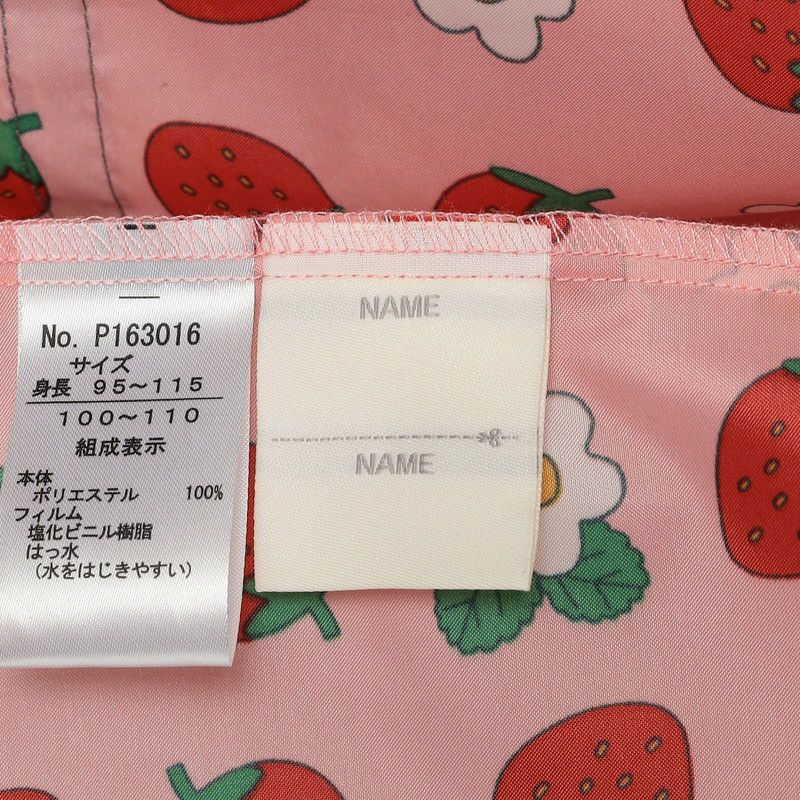 No. P163016
サイズ
身長 95～115
100～110
組成表示
本体
ポリエステル 100%
フィルム
塩化ビニル樹脂
はっ水
(水をはじきやすい)
NAME
NAME